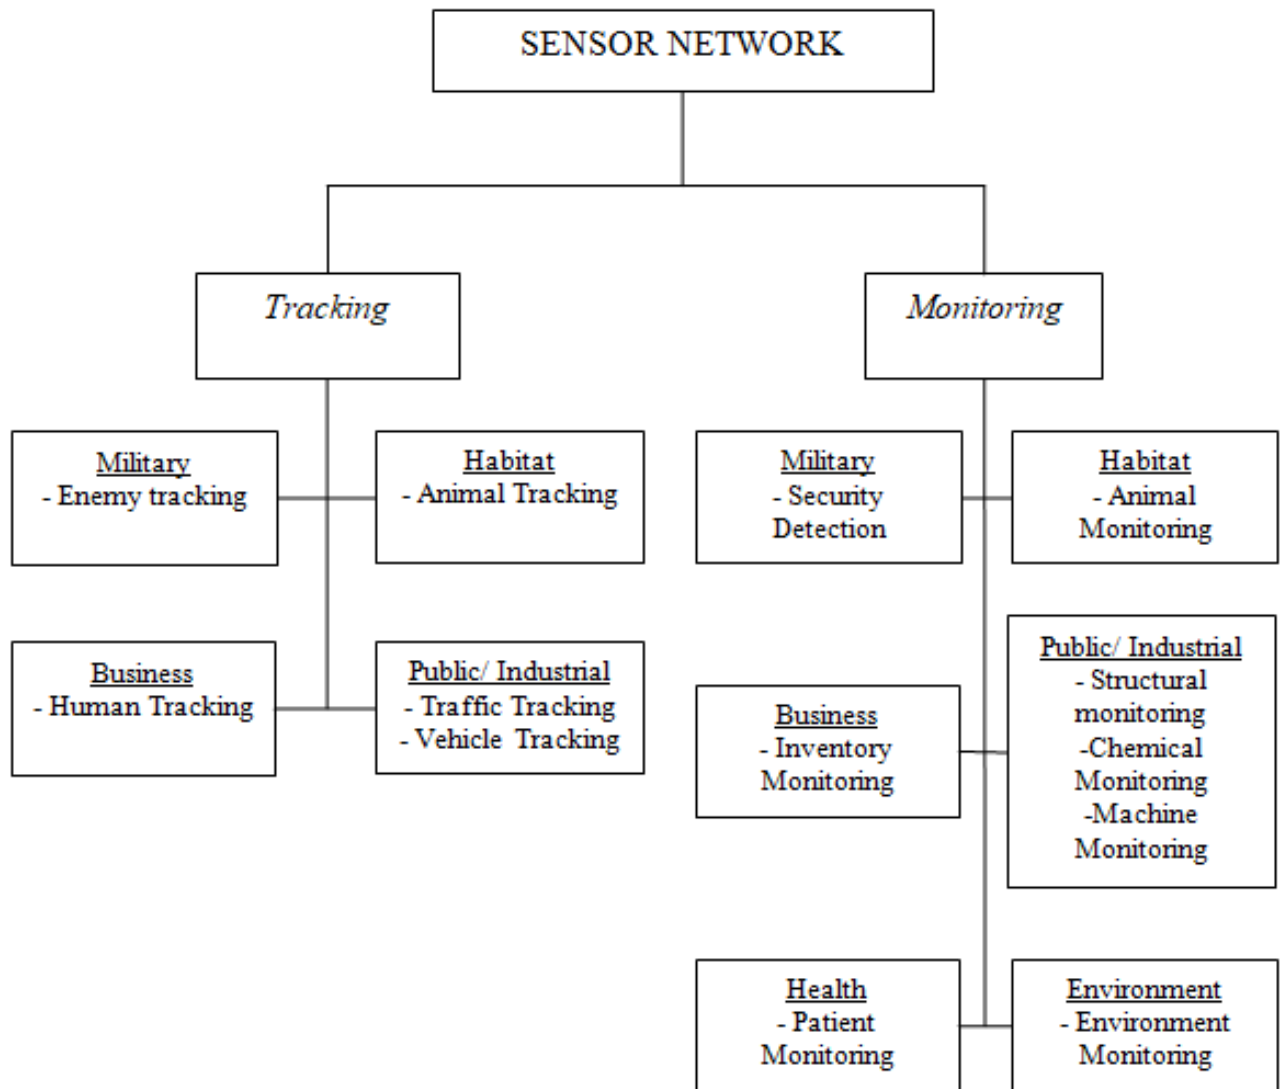 SENSOR NETWORK
Tracking
Monitoring
Military
- Enemy tracking
Habitat
- Animal Tracking
Military
- Security
Detection
Habitat
- Animal
Monitoring
Business
- Human Tracking
Public/ Industrial
- Traffic Tracking
- Vehicle Tracking
Business
- Inventory
Monitoring
Public/ Industrial
- Structural
monitoring
-Chemical
Monitoring
-Machine
Monitoring
Health
- Patient
Monitoring
Environment
- Environment
Monitoring